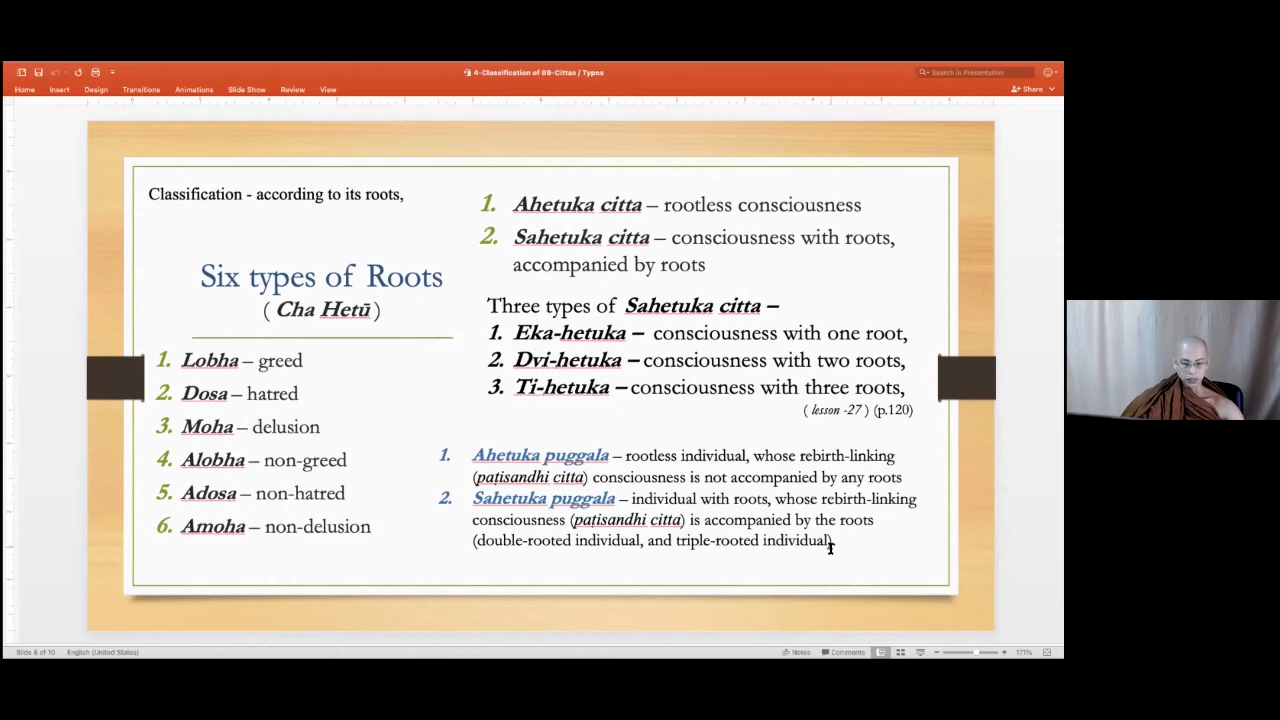 4-Classification of 89-Cittas / Types
Search in Presentation
Home Insert Design Transitions Animations Slide Show Review View
Share
Classification - according to its roots,
Six types of Roots
( Cha Hetū )
1. Lobha – greed
2. Dosa – hatred
3. Moha – delusion
4. Alobha – non-greed
5. Adosa – non-hatred
6. Amoha – non-delusion
1. Ahetuka citta – rootless consciousness
2. Sahetuka citta – consciousness with roots,
accompanied by roots
Three types of Sahetuka citta –
1. Eka-hetuka – consciousness with one root,
2. Dvi-hetuka – consciousness with two roots,
3. Ti-hetuka – consciousness with three roots,
( lesson -27 ) (p.120)
1. Ahetuka puggala – rootless individual, whose rebirth-linking
(paṭisandhi citta) consciousness is not accompanied by any roots
2. Sahetuka puggala – individual with roots, whose rebirth-linking
consciousness (paṭisandhi citta) is accompanied by the roots
(double-rooted individual, and triple-rooted individual)
Slide 8 of 10 English (United States)
Notes Comments 171%